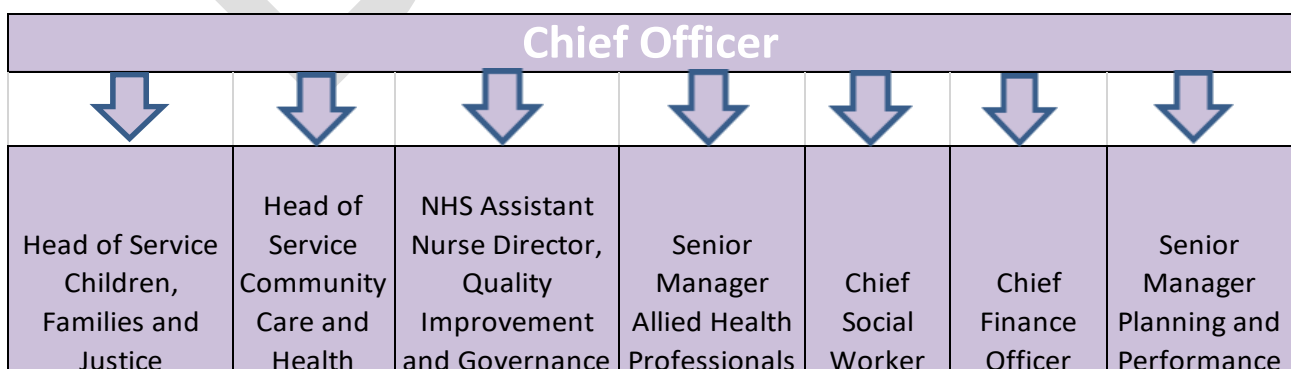 Chief Officer
Head of Service
Children,
Families and
Justice
Head of
Service
Community
Care and
Health
NHS Assistant
Nurse Director,
Quality
Improvement
and Governance
Senior
Manager
Allied Health
Professionals
Chief
Social
Worker
Chief
Finance
Officer
Senior
Manager
Planning and
Performance